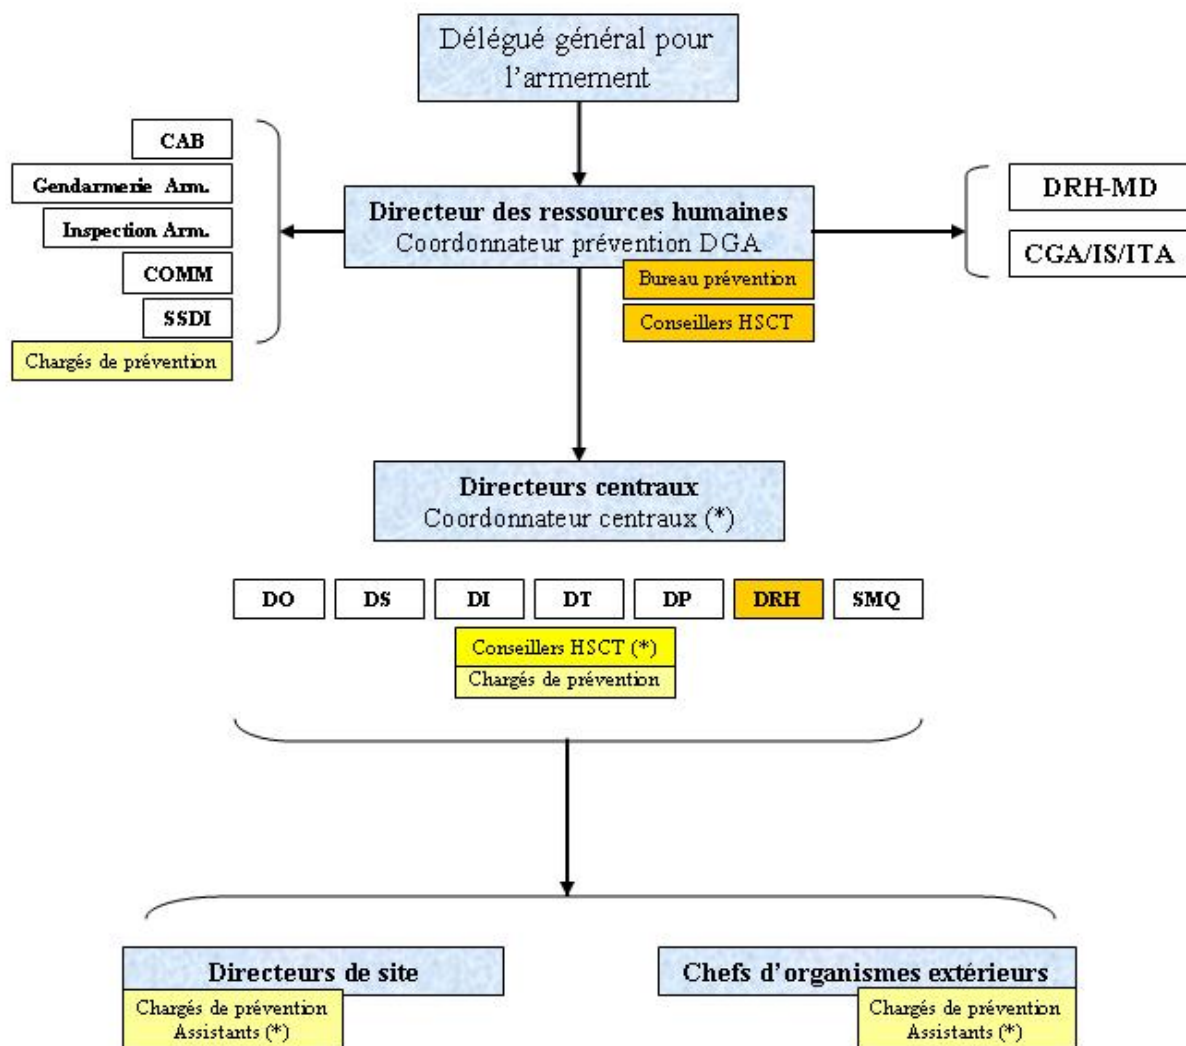 Délégué général pour
l'armement
CAB
Gendarmerie Arm.
Inspection Arm.
COMM
SSDI
Chargés de prévention
Directeur des ressources humaines
Coordonnateur prévention DGA
Bureau prévention
Conseillers HSCT
DRH-MD
CGA/IS/ITA
Directeurs centraux
Coordonnateur centraux (*)
DO DS DI DT DP DRH SMQ
Conseillers HSCT (*)
Chargés de prévention
Directeurs de site
Chargés de prévention
Assistants (*)
Chefs d'organismes extérieurs
Chargés de prévention
Assistants (*)